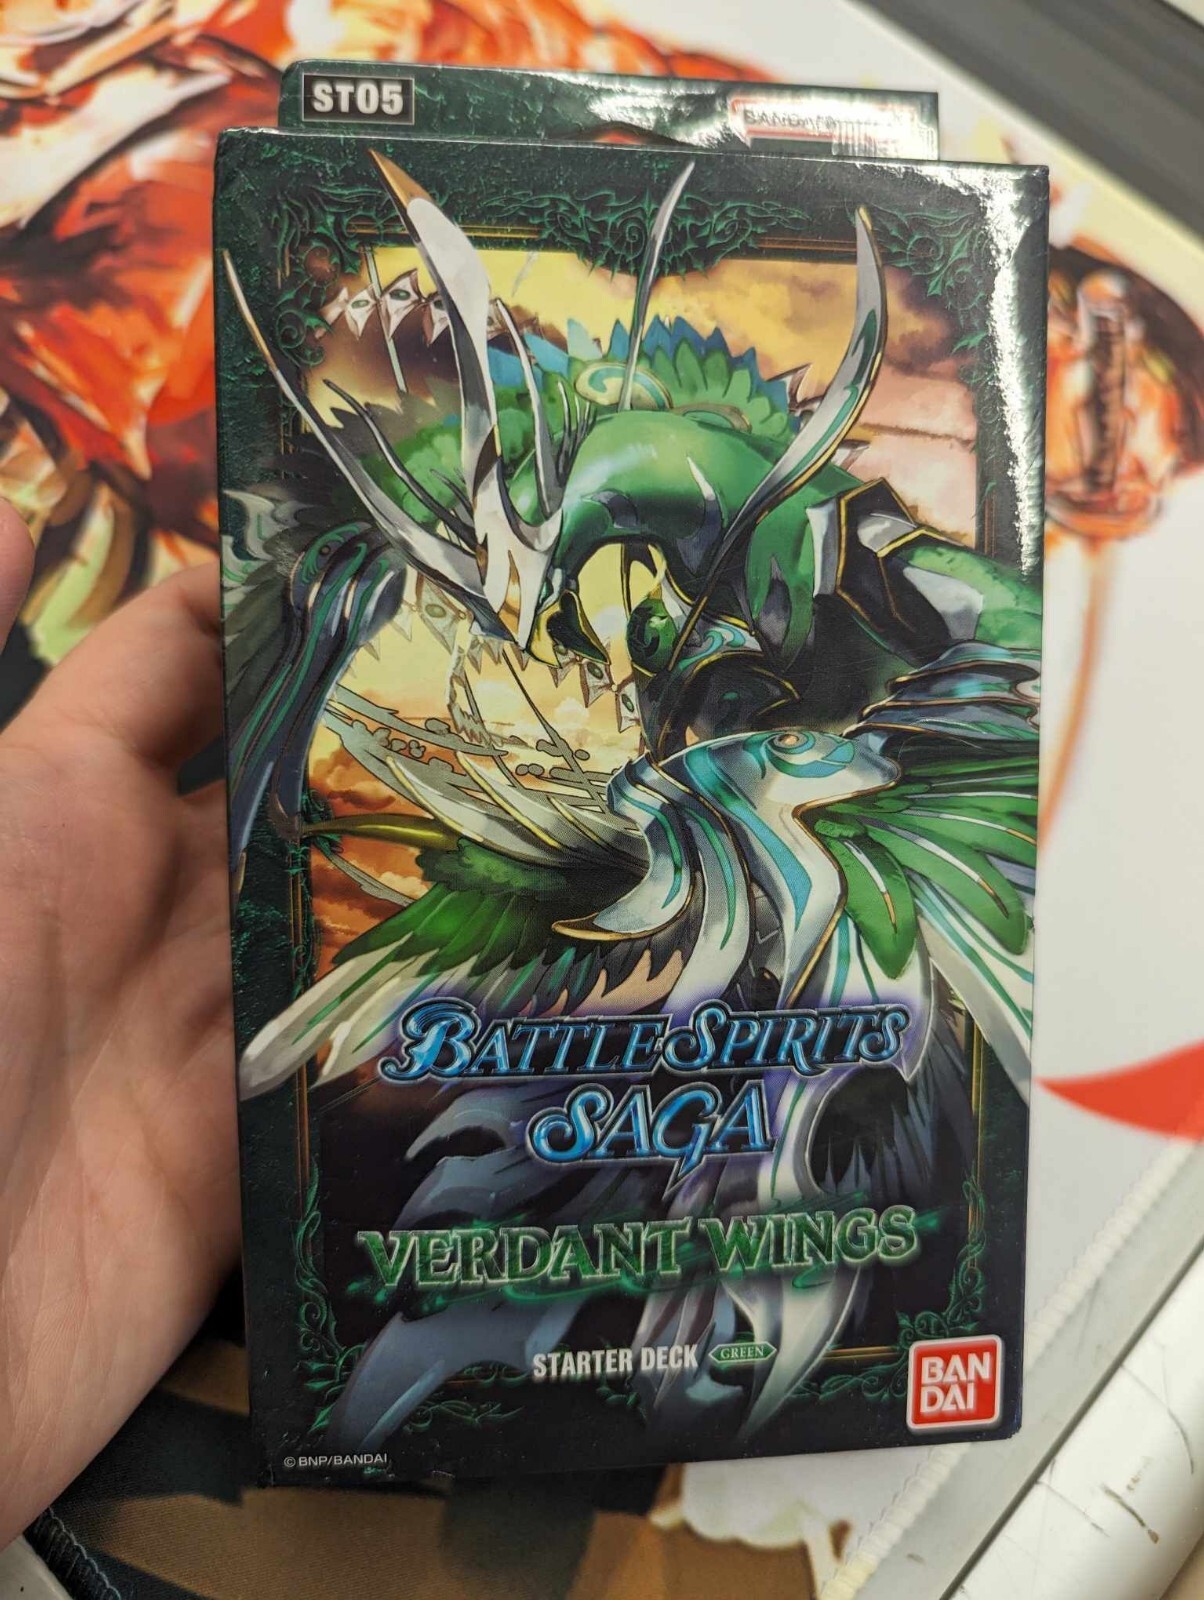 ST05
BATTLE SPIRITS
SAGA
VERDANT WINGS
STARTER DECK GREEN
BAN
DAI
©BNP/BANDAI